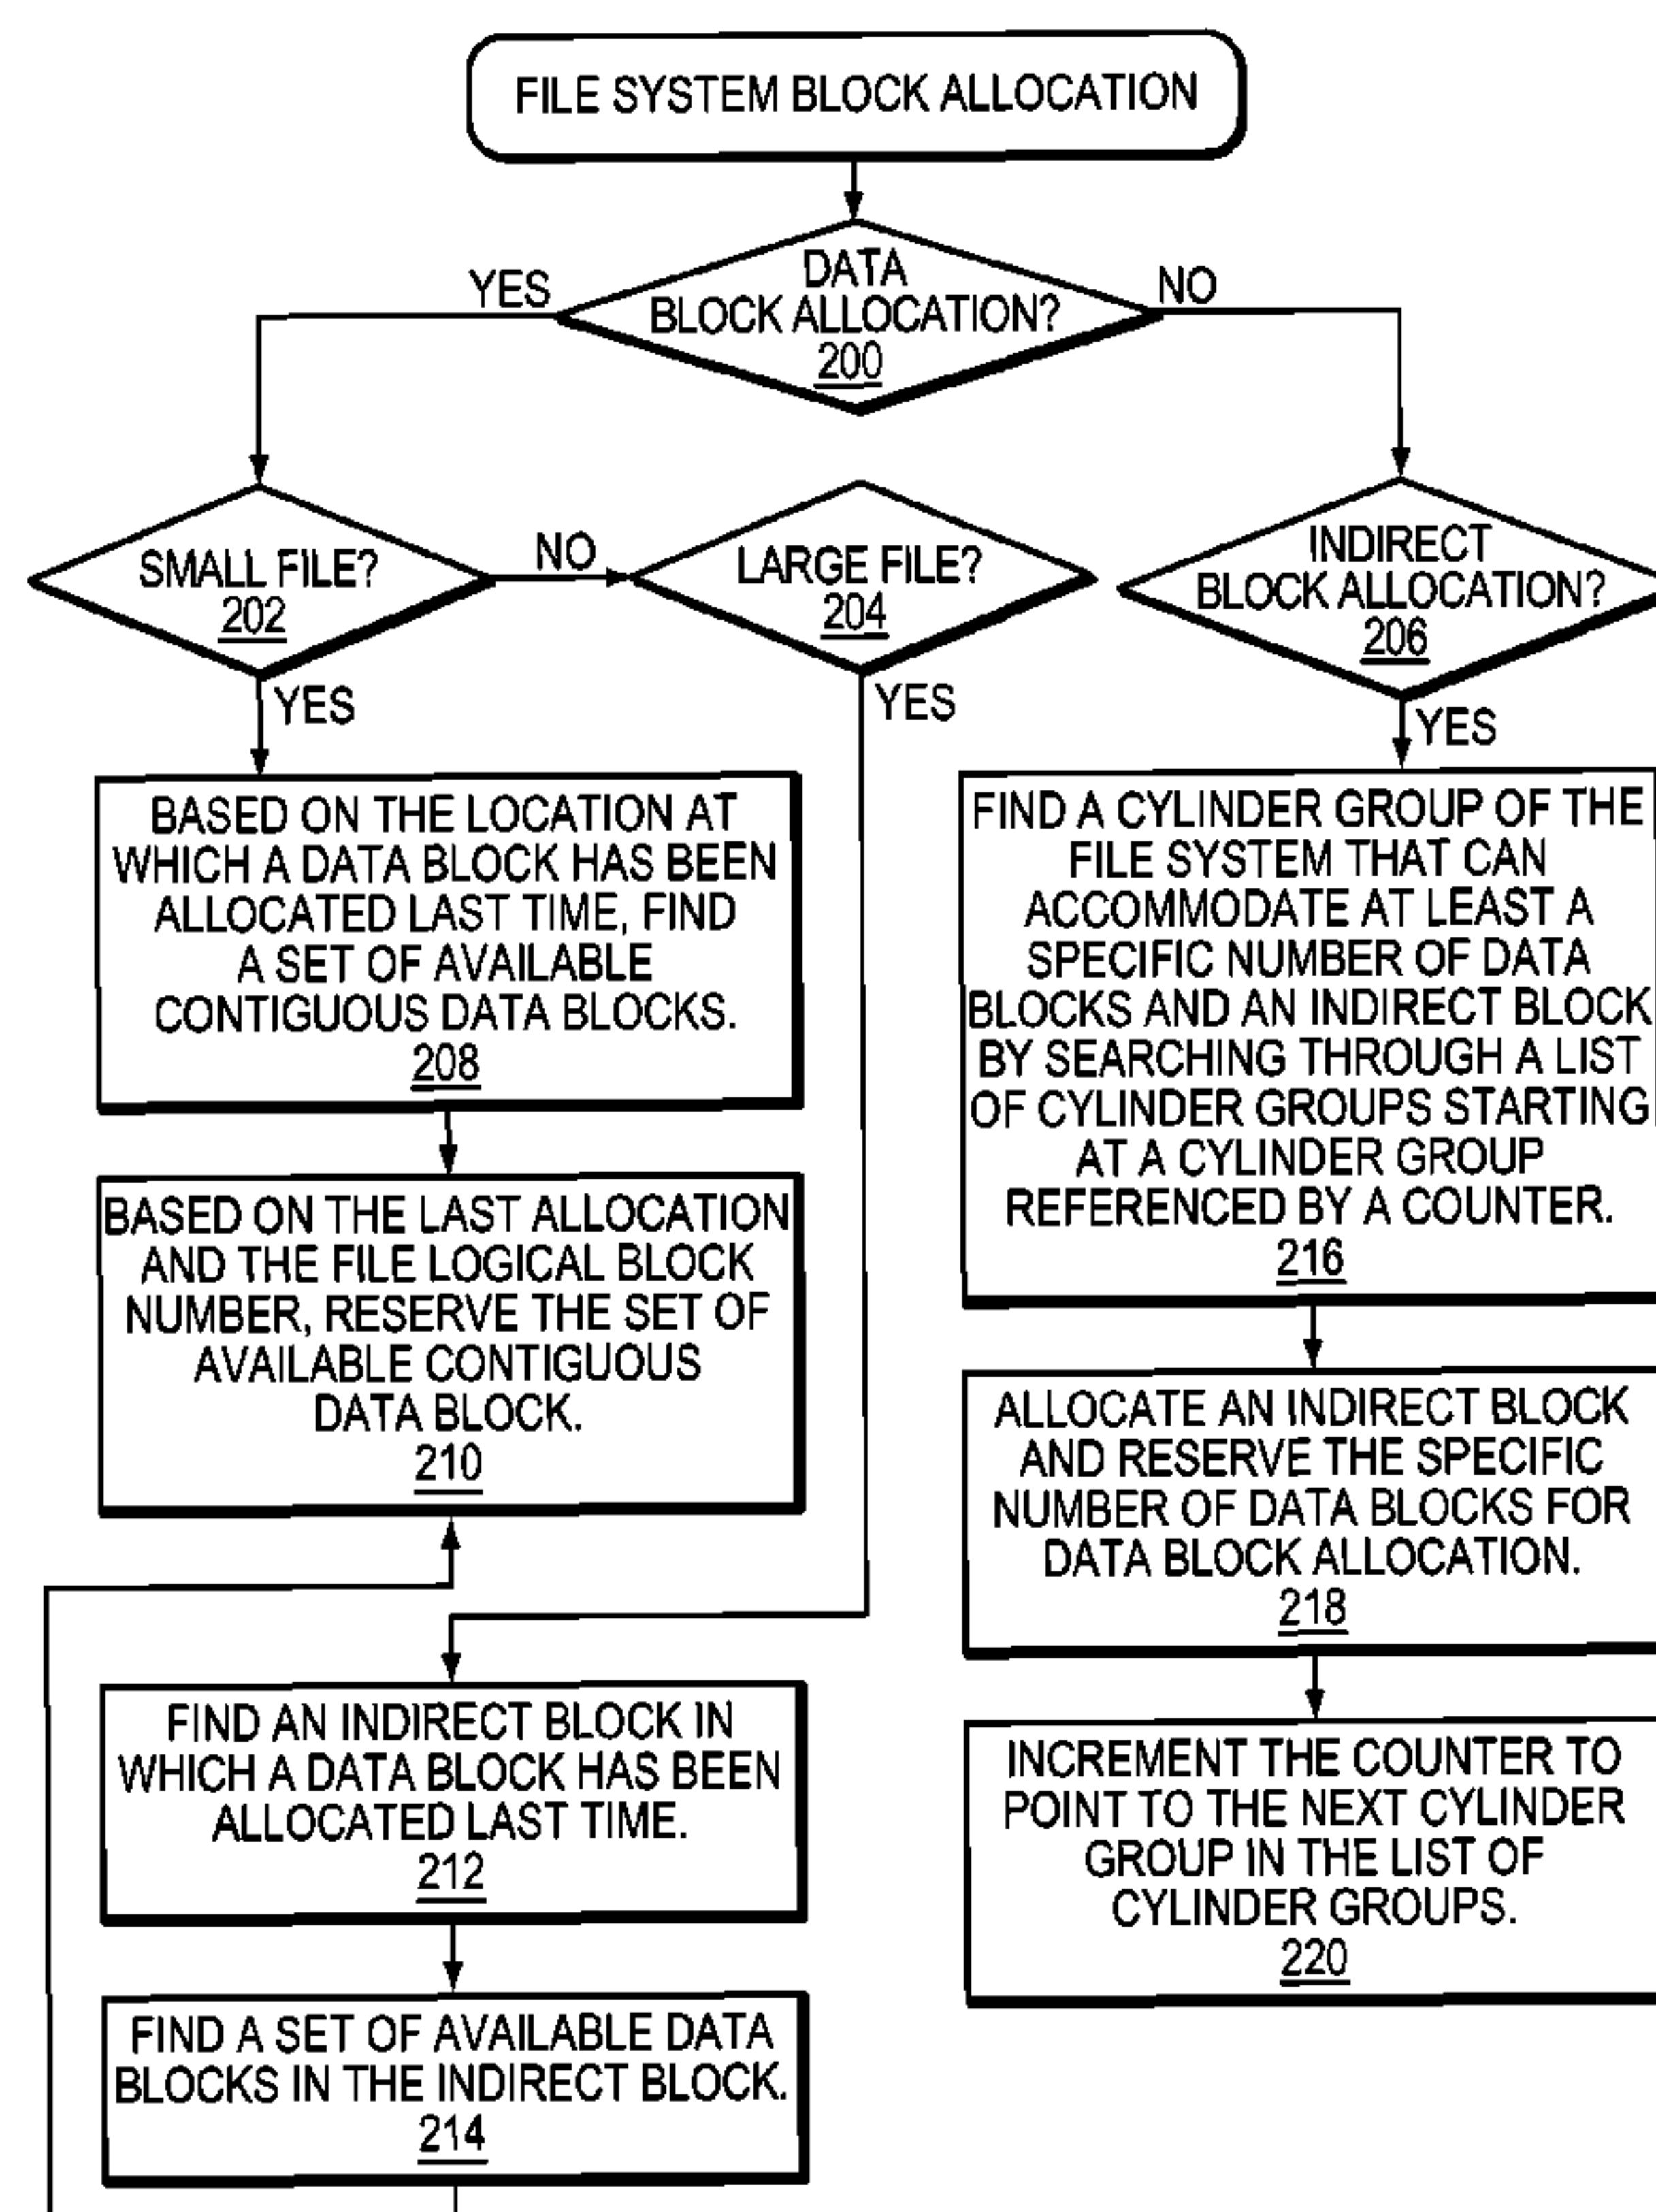 FILE SYSTEM BLOCK ALLOCATION
DATA
BLOCK ALLOCATION?
200
YES
NO
SMALL FILE?
202
NO
LARGE FILE?
204
INDIRECT
BLOCK ALLOCATION?
206
YES
YES
YES
BASED ON THE LOCATION AT
WHICH A DATA BLOCK HAS BEEN
ALLOCATED LAST TIME, FIND
A SET OF AVAILABLE
CONTIGUOUS DATA BLOCKS.
208
BASED ON THE LAST ALLOCATION
AND THE FILE LOGICAL BLOCK
NUMBER, RESERVE THE SET OF
AVAILABLE CONTIGUOUS
DATA BLOCK.
210
FIND AN INDIRECT BLOCK IN
WHICH A DATA BLOCK HAS BEEN
ALLOCATED LAST TIME.
212
FIND A SET OF AVAILABLE DATA
BLOCKS IN THE INDIRECT BLOCK.
214
FIND A CYLINDER GROUP OF THE
FILE SYSTEM THAT CAN
ACCOMMODATE AT LEAST A
SPECIFIC NUMBER OF DATA
BLOCKS AND AN INDIRECT BLOCK
BY SEARCHING THROUGH A LIST
OF CYLINDER GROUPS STARTING
AT A CYLINDER GROUP
REFERENCED BY A COUNTER.
216
ALLOCATE AN INDIRECT BLOCK
AND RESERVE THE SPECIFIC
NUMBER OF DATA BLOCKS FOR
DATA BLOCK ALLOCATION.
218
INCREMENT THE COUNTER TO
POINT TO THE NEXT CYLINDER
GROUP IN THE LIST OF
CYLINDER GROUPS.
220